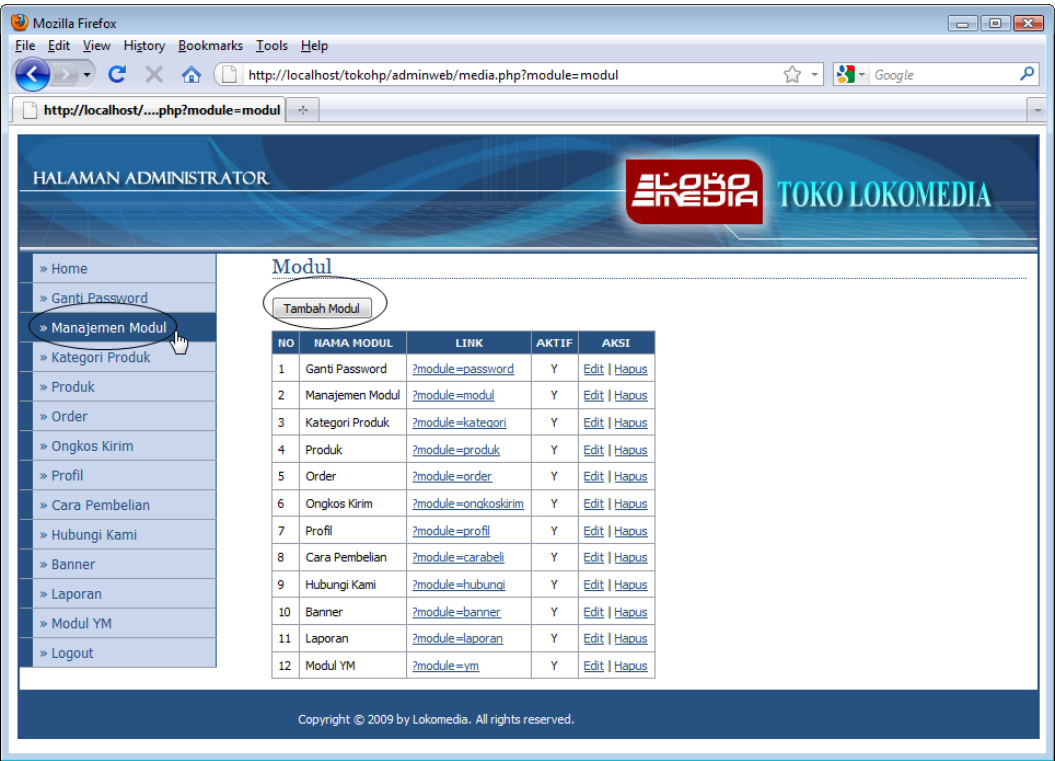 Mozilla Firefox
File Edit View History Bookmarks Tools Help
http://localhost/tokohp/adminweb/media.php?module=modul
Google
http://localhost/....php?module=modul
HALAMAN ADMINISTRATOR
LOKO
MEDIA
TOKO LOKOMEDIA
» Home
» Ganti Password
» Manajemen Modul
» Kategori Produk
» Produk
» Order
» Ongkos Kirim
» Profil
» Cara Pembelian
» Hubungi Kami
» Banner
» Laporan
» Modul YM
» Logout
Modul
Tambah Modul
NO NAMA MODUL LINK AKTIF AKSI
1 Ganti Password ?module=password Y Edit | Hapus
2 Manajemen Modul ?module=modul Y Edit | Hapus
3 Kategori Produk ?module=kategori Y Edit | Hapus
4 Produk ?module=produk Y Edit | Hapus
5 Order ?module=order Y Edit | Hapus
6 Ongkos Kirim ?module=ongkoskirim Y Edit | Hapus
7 Profil ?module=profil Y Edit | Hapus
8 Cara Pembelian ?module=carabeli Y Edit | Hapus
9 Hubungi Kami ?module=hubungi Y Edit | Hapus
10 Banner ?module=banner Y Edit | Hapus
11 Laporan ?module=laporan Y Edit | Hapus
12 Modul YM ?module=ym Y Edit | Hapus
Copyright © 2009 by Lokomedia. All rights reserved.